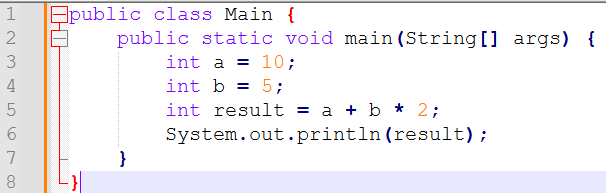 1 public class Main {
2     public static void main(String[] args) {
3         int a = 10;
4         int b = 5;
5         int result = a + b * 2;
6         System.out.println(result);
7     }
8 }